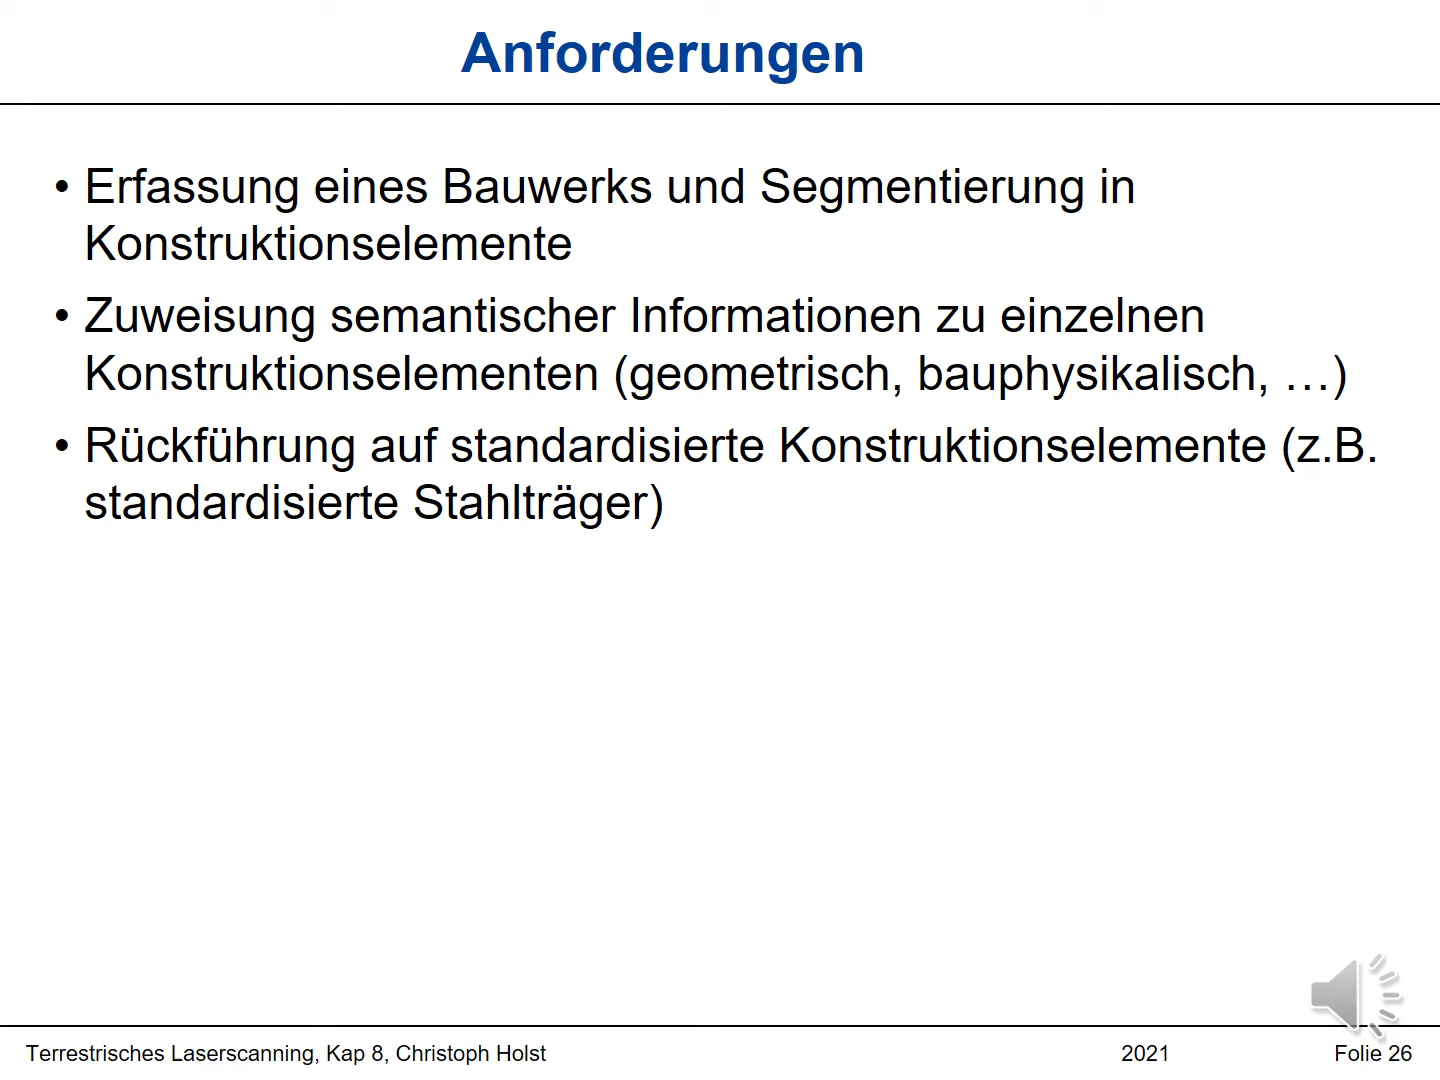 Anforderungen
• Erfassung eines Bauwerks und Segmentierung in
Konstruktionselemente
• Zuweisung semantischer Informationen zu einzelnen
Konstruktionselementen (geometrisch, bauphysikalisch, …)
• Rückführung auf standardisierte Konstruktionselemente (z.B.
standardisierte Stahlträger)
Terrestrisches Laserscanning, Kap 8, Christoph Holst
2021
Folie 26